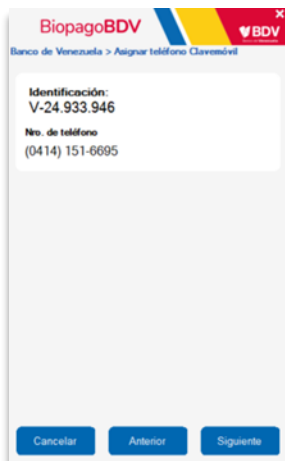 BiopagoBDV
BDV
Banco de Venezuela > Asignar teléfono Clavemóvil
Identificación:
V-24.933.946
Nro. de teléfono
(0414) 151-6695
Cancelar
Anterior
Siguiente